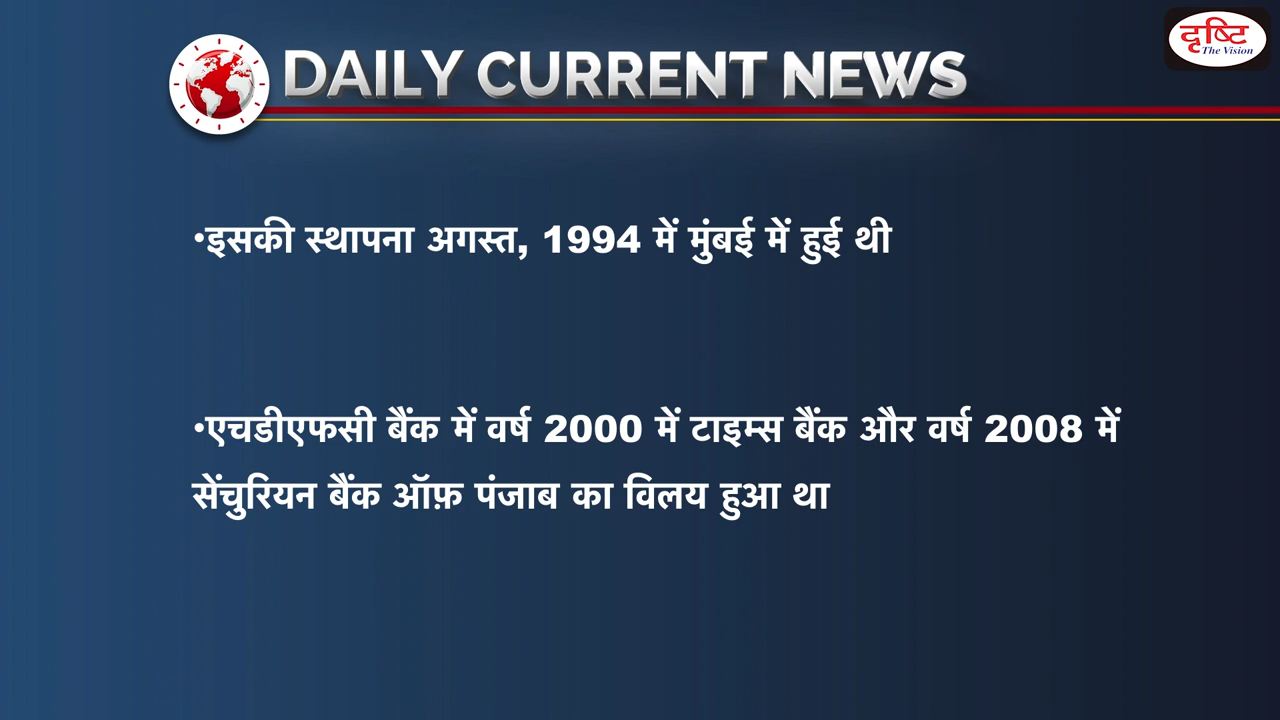 दृष्टि
The Vision
DAILY CURRENT NEWS
•इसकी स्थापना अगस्त, 1994 में मुंबई में हुई थी
•एचडीएफसी बैंक में वर्ष 2000 में टाइम्स बैंक और वर्ष 2008 में
सेंचुरियन बैंक ऑफ़ पंजाब का विलय हुआ था